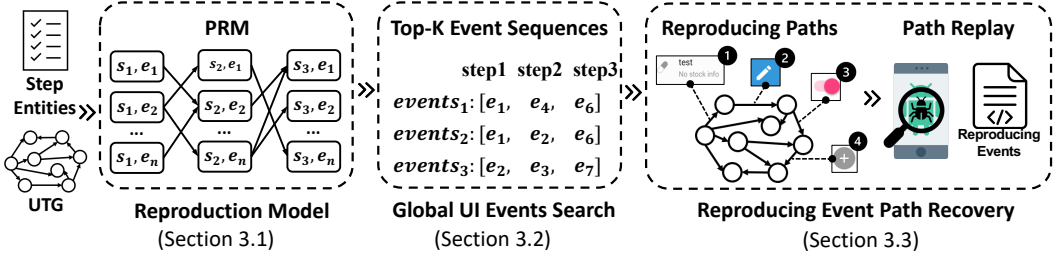 Step
Entities
UTG
PRM
s₁, e₁
s₂, e₁
s₃, e₁
s₁, e₂
s₂, e₂
s₃, e₂
...
...
...
s₁, eₙ
s₂, eₙ
s₃, eₙ
Reproduction Model
(Section 3.1)
Top-K Event Sequences
step1 step2 step3
events₁: [e₁, e₄, e₆]
events₂: [e₁, e₂, e₆]
events₃: [e₂, e₃, e₇]
Global UI Events Search
(Section 3.2)
Reproducing Paths
1
test
No stock info
2
3
4
Path Replay
</>
Reproducing
Events
Reproducing Event Path Recovery
(Section 3.3)